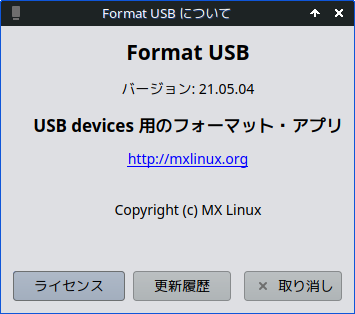 Format USB について
Format USB
バージョン: 21.05.04
USB devices 用のフォーマット・アプリ
http://mxlinux.org
Copyright (c) MX Linux
ライセンス
更新履歴
取り消し